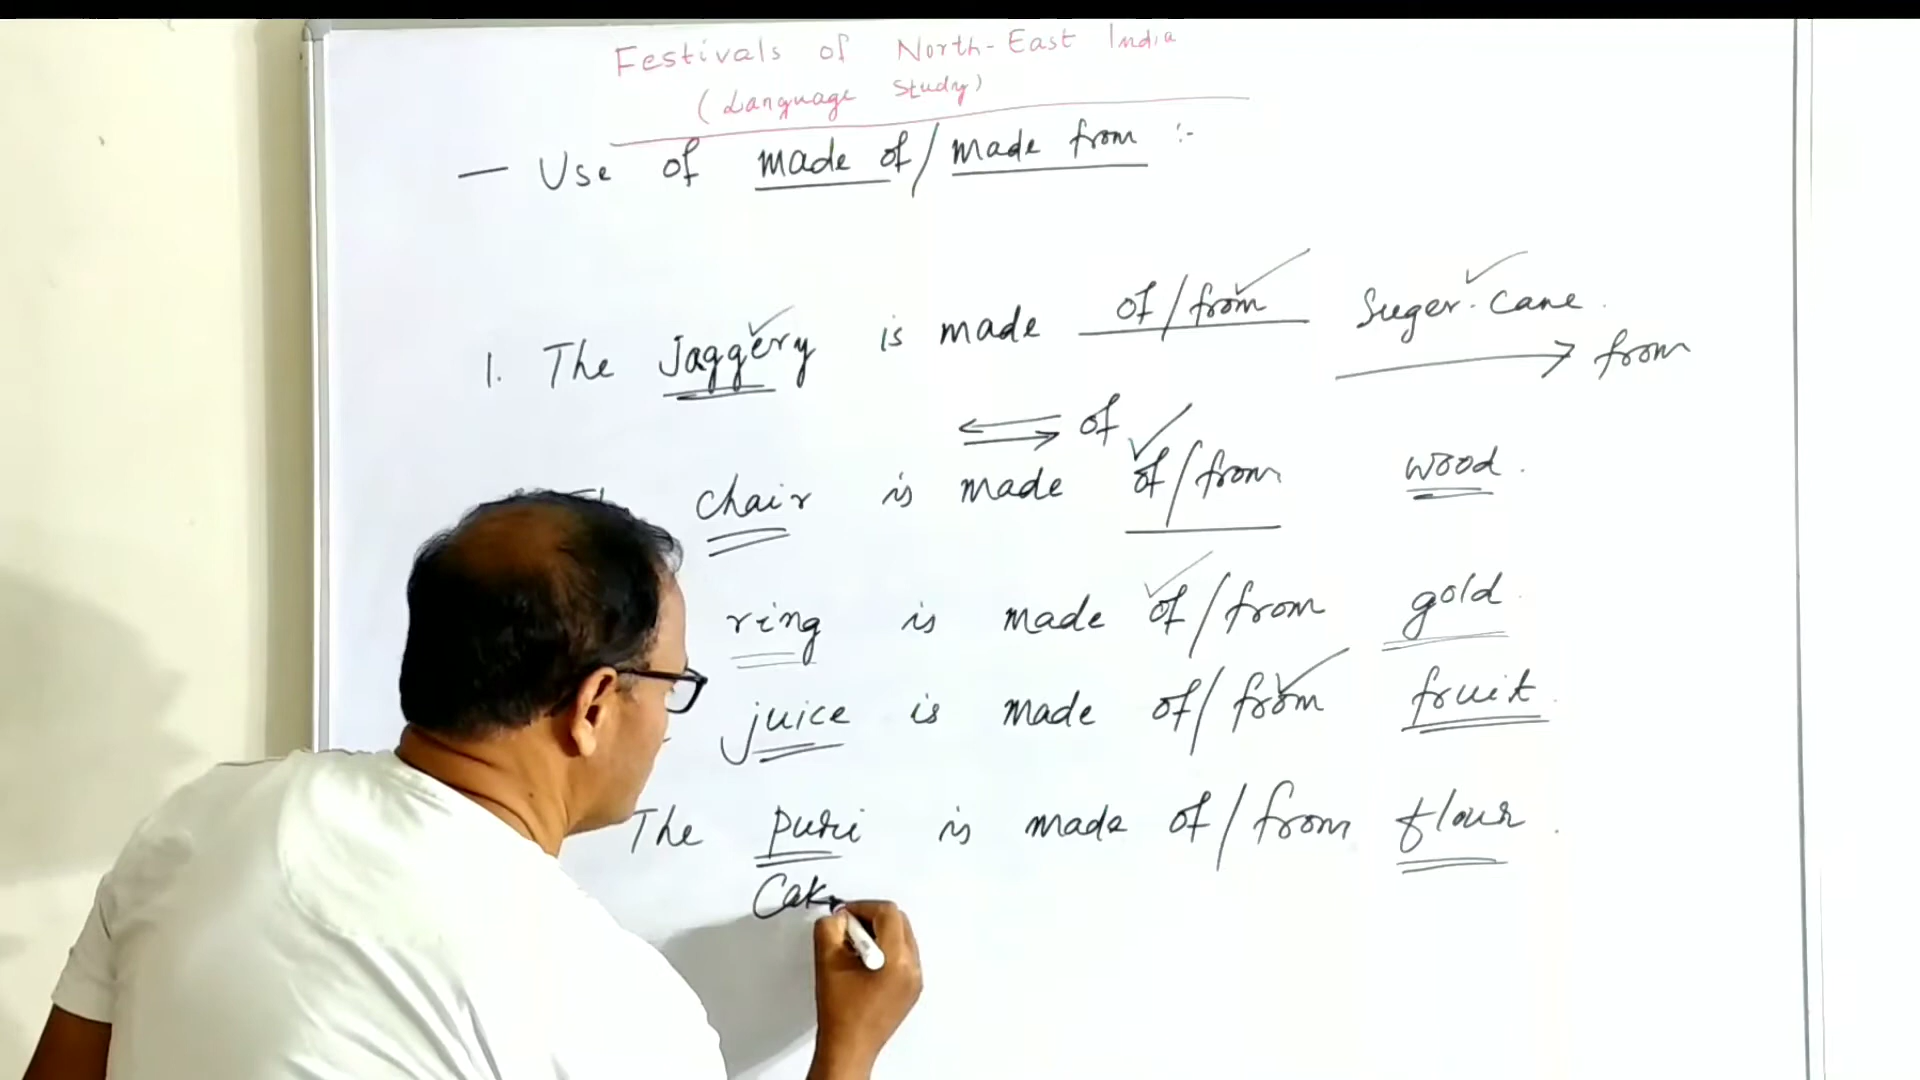 Festivals of North-East India
(Language Study)
— Use of made of/made from :-
1. The Jaggery is made of/from Suger-cane.
from
of
chair is made of/from wood.
ring is made of/from gold.
juice is made of/from fruit.
The puri is made of/from flour.
Cak